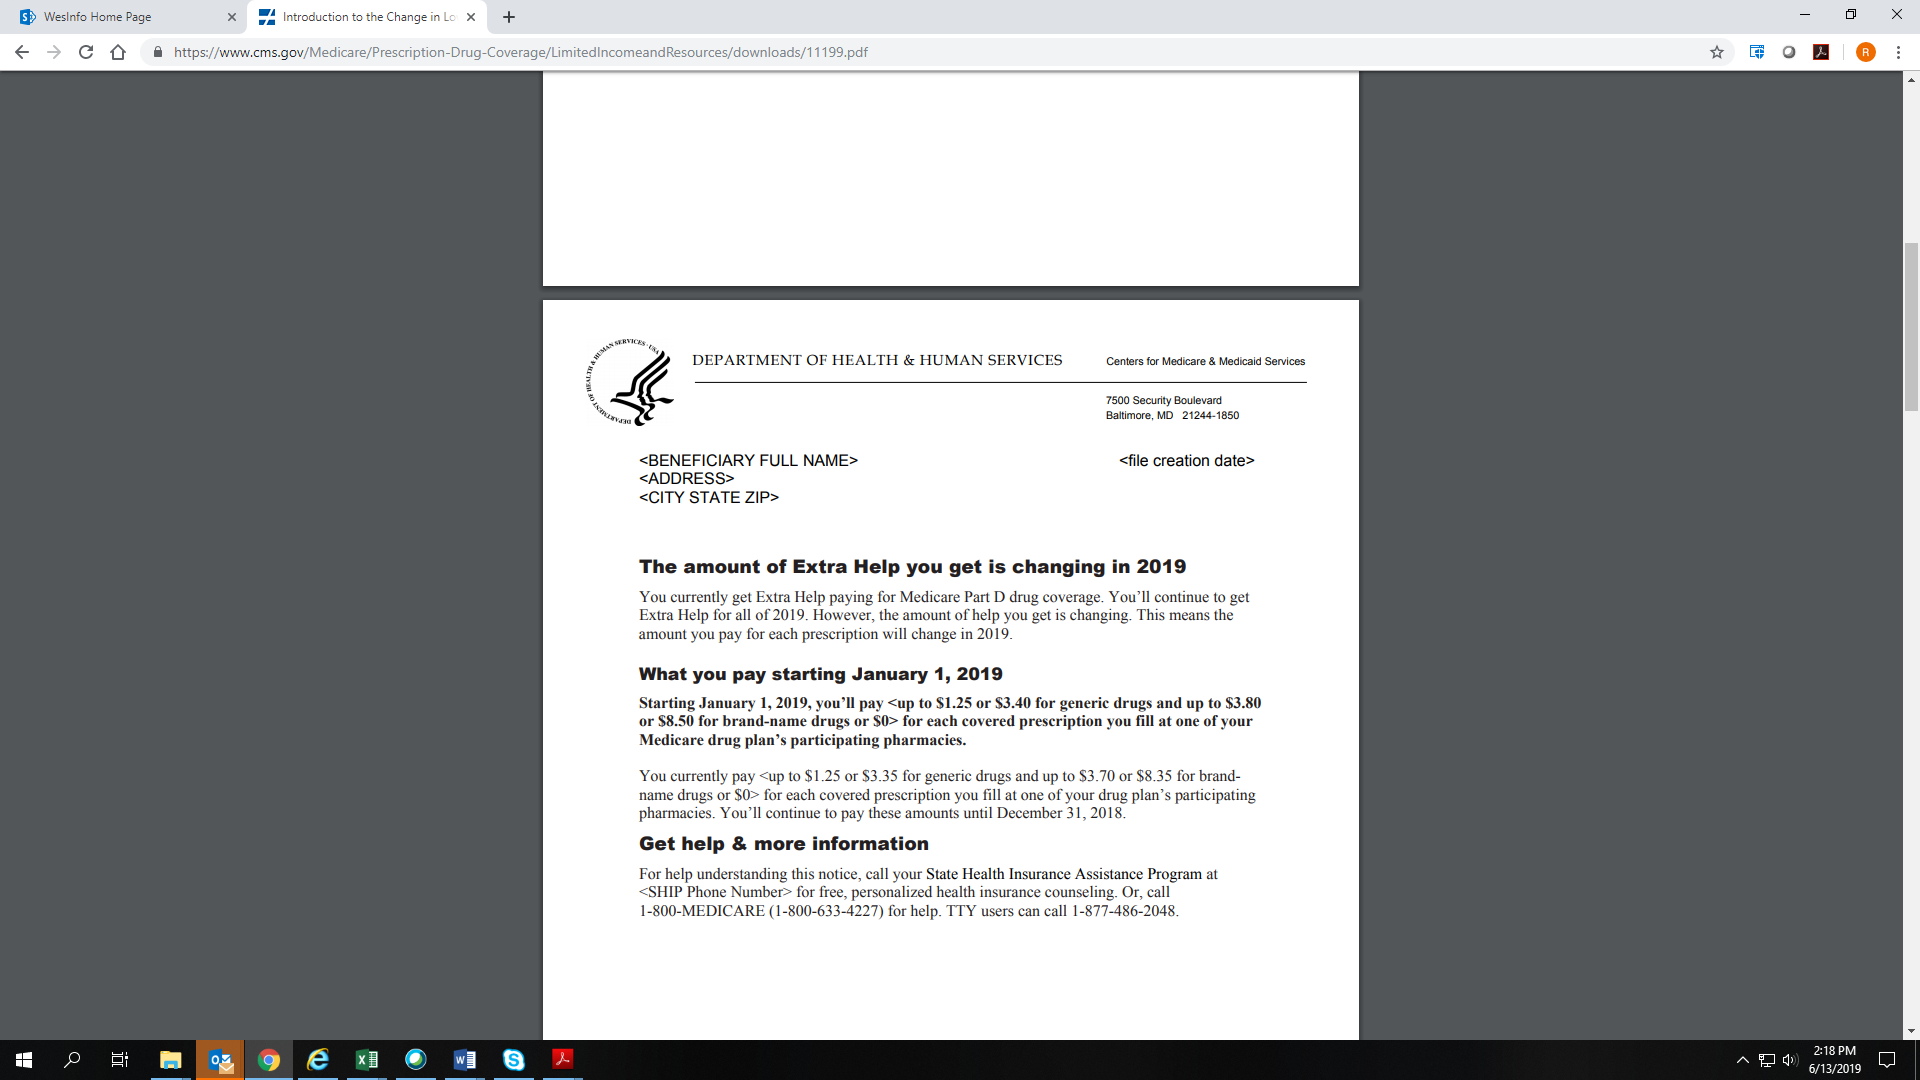 WesInfo Home Page
Introduction to the Change in Lo
https://www.cms.gov/Medicare/Prescription-Drug-Coverage/LimitedIncomeandResources/downloads/11199.pdf
R
DEPARTMENT OF HEALTH & HUMAN SERVICES · USA
DEPARTMENT OF HEALTH & HUMAN SERVICES
Centers for Medicare & Medicaid Services
7500 Security Boulevard
Baltimore, MD 21244-1850
<BENEFICIARY FULL NAME>
<file creation date>
<ADDRESS>
<CITY STATE ZIP>
The amount of Extra Help you get is changing in 2019
You currently get Extra Help paying for Medicare Part D drug coverage. You’ll continue to get
Extra Help for all of 2019. However, the amount of help you get is changing. This means the
amount you pay for each prescription will change in 2019.
What you pay starting January 1, 2019
Starting January 1, 2019, you’ll pay <up to $1.25 or $3.40 for generic drugs and up to $3.80
or $8.50 for brand-name drugs or $0> for each covered prescription you fill at one of your
Medicare drug plan’s participating pharmacies.
You currently pay <up to $1.25 or $3.35 for generic drugs and up to $3.70 or $8.35 for brand-
name drugs or $0> for each covered prescription you fill at one of your drug plan’s participating
pharmacies. You’ll continue to pay these amounts until December 31, 2018.
Get help & more information
For help understanding this notice, call your State Health Insurance Assistance Program at
<SHIP Phone Number> for free, personalized health insurance counseling. Or, call
1-800-MEDICARE (1-800-633-4227) for help. TTY users can call 1-877-486-2048.
2:18 PM
6/13/2019